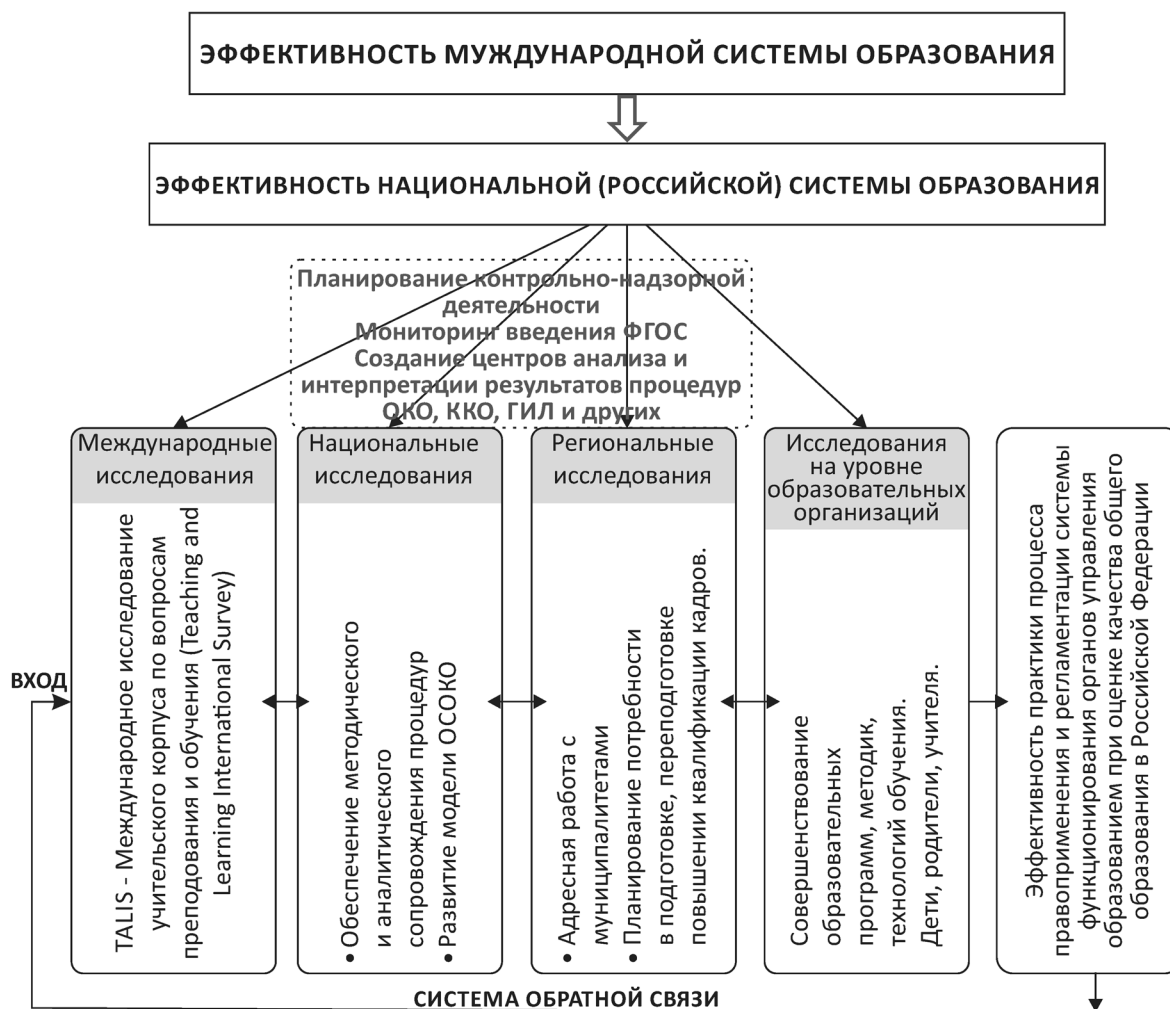 ЭФФЕКТИВНОСТЬ МУЖДУНАРОДНОЙ СИСТЕМЫ ОБРАЗОВАНИЯ
ЭФФЕКТИВНОСТЬ НАЦИОНАЛЬНОЙ (РОССИЙСКОЙ) СИСТЕМЫ ОБРАЗОВАНИЯ
Планирование контрольно-надзорной
деятельности
Мониторинг введения ФГОС
Создание центров анализа и
интерпретации результатов процедур
ОКО, ККО, ГИЛ и других
ВХОД
Международные
исследования
TALIS - Международное исследование
учительского корпуса по вопросам
преподования и обучения (Teaching and
Learning International Survey)
Национальные
исследования
• Обеспечение методического
и аналитического
сопровождения процедур
• Развитие модели ОСОКО
Региональные
исследования
• Адресная работа с
муниципалитетами
• Планирование потребности
в подготовке, переподготовке
повышении квалификации кадров.
Исследования
на уровне
образовательных
организаций
Совершенствование
образовательных
программ, методик,
технологий обучения.
Дети, родители, учителя.
Эффективность практики процесса
правоприменения и регламентации системы
функционирования органов управления
образованием при оценке качества общего
образования в Российской Федерации
СИСТЕМА ОБРАТНОЙ СВЯЗИ